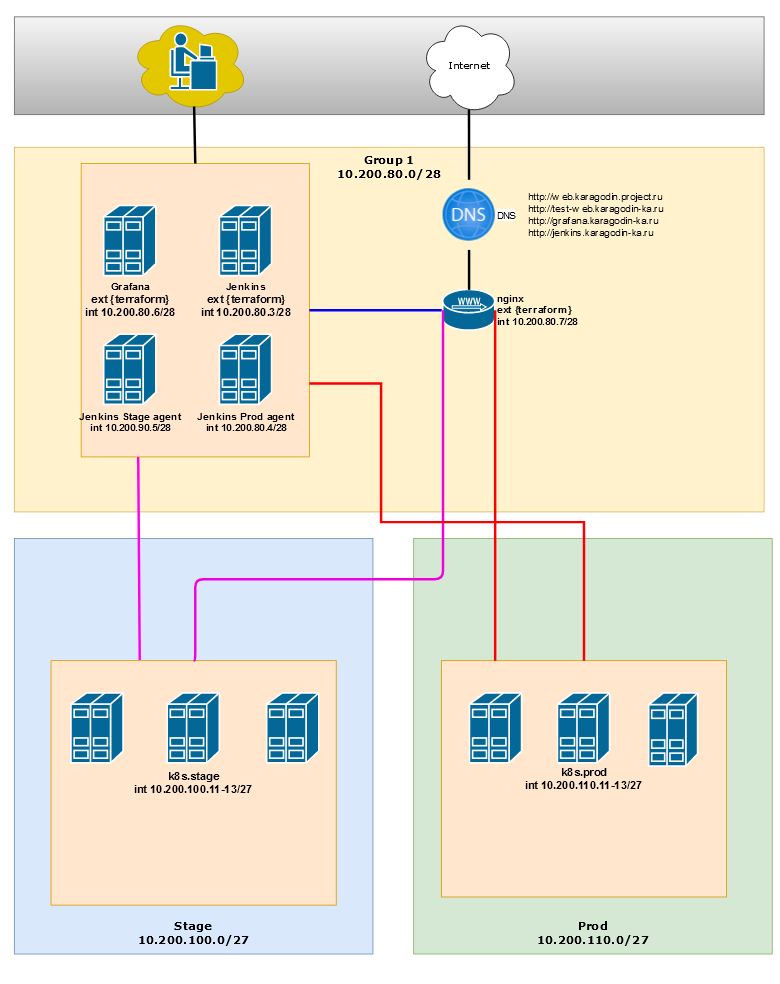 Internet
Group 1
10.200.80.0/28
DNS
DNS
http://web.karagodin.project.ru
http://test-web.karagodin-ka.ru
http://grafana.karagodin-ka.ru
http://jenkins.karagodin-ka.ru
Grafana
ext {terraform}
int 10.200.80.6/28
Jenkins
ext {terraform}
int 10.200.80.3/28
WWW
nginx
ext {terraform}
int 10.200.80.7/28
Jenkins Stage agent
int 10.200.90.5/28
Jenkins Prod agent
int 10.200.80.4/28
k8s.stage
int 10.200.100.11-13/27
k8s.prod
int 10.200.110.11-13/27
Stage
10.200.100.0/27
Prod
10.200.110.0/27